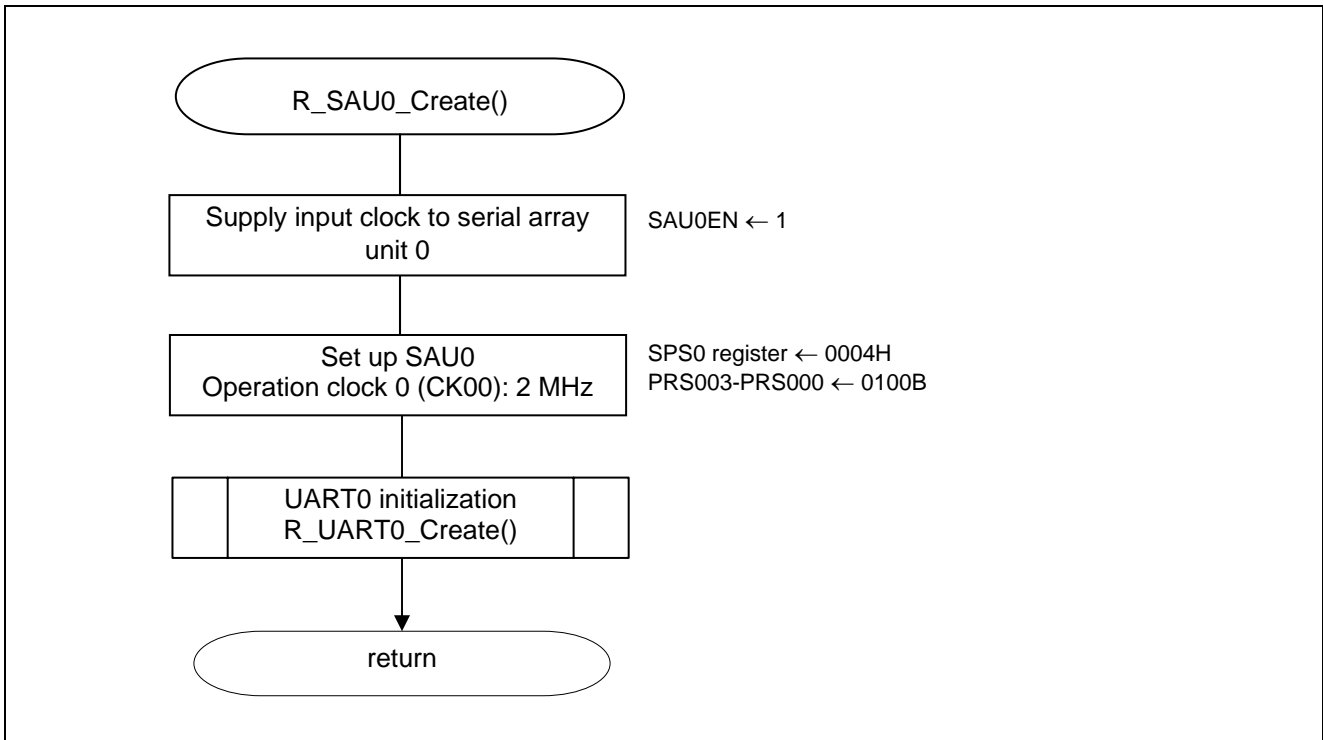 R_SAU0_Create()
Supply input clock to serial array
unit 0
SAU0EN ← 1
Set up SAU0
Operation clock 0 (CK00): 2 MHz
SPS0 register ← 0004H
PRS003-PRS000 ← 0100B
UART0 initialization
R_UART0_Create()
return